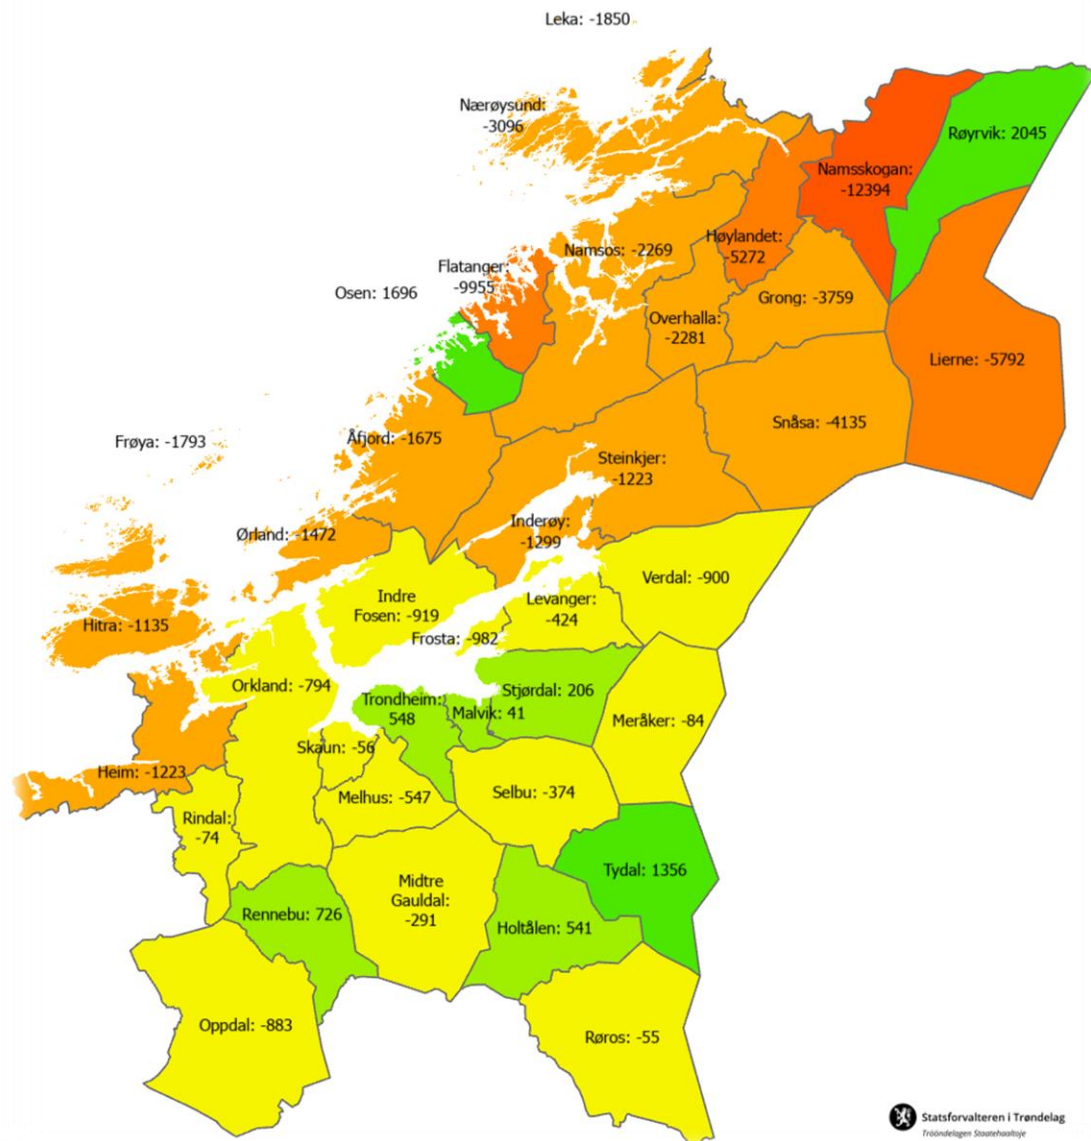 Leka: -1850
Nærøysund:
-3096
Røyrvik: 2045
Namsskogan:
-12394
Høylandet:
-5272
Namsos: -2269
Flatanger:
-9955
Osen: 1696
Grong: -3759
Overhalla:
-2281
Lierne: -5792
Snåsa: -4135
Frøya: -1793
Åfjord: -1675
Steinkjer:
-1223
Inderøy:
-1299
Ørland: -1472
Verdal: -900
Indre
Fosen: -919
Levanger:
-424
Hitra: -1135
Frosta: -982
Orkland: -794
Trondheim:
548
Malvik: 41
Stjørdal: 206
Meråker: -84
Skaun: -56
Heim: -1223
Melhus: -547
Selbu: -374
Rindal:
-74
Tydal: 1356
Midtre
Gauldal:
-291
Rennebu: 726
Holtålen: 541
Oppdal: -883
Røros: -55
Statsforvalteren i Trøndelag
Trööndelagen Staatehaaltoje